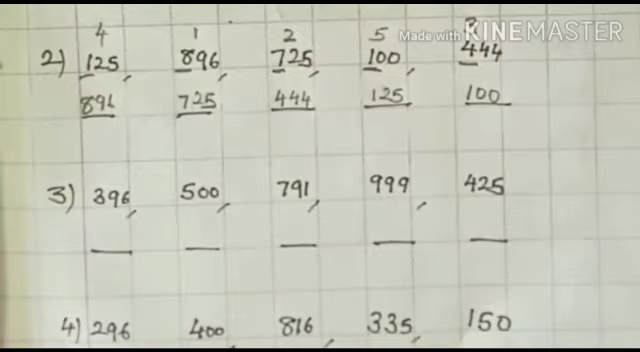 4 1 2 5
Made with KINEMASTER
2) 125, 896, 725, 100, 444
896 725 444 125 100
3) 396, 500, 791, 999, 425
4) 296 400, 816, 335, 150